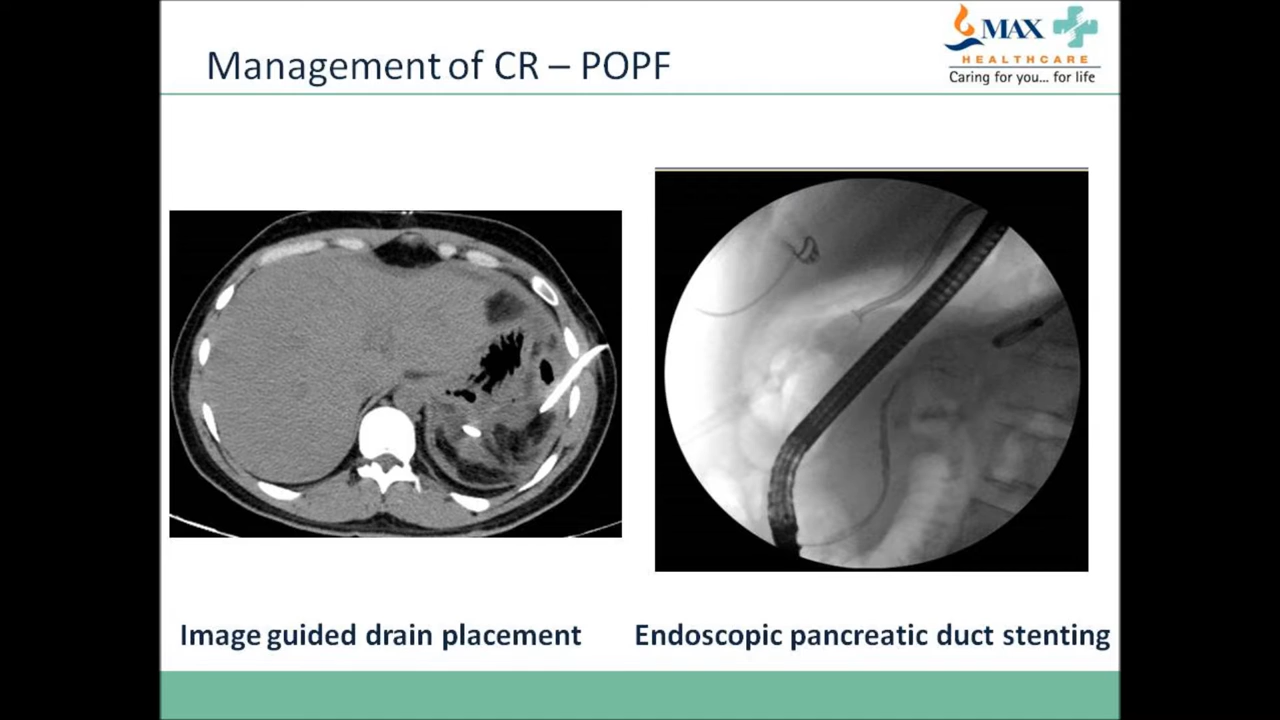 Management of CR – POPF
MAX
HEALTHCARE
Caring for you... for life
Image guided drain placement
Endoscopic pancreatic duct stenting